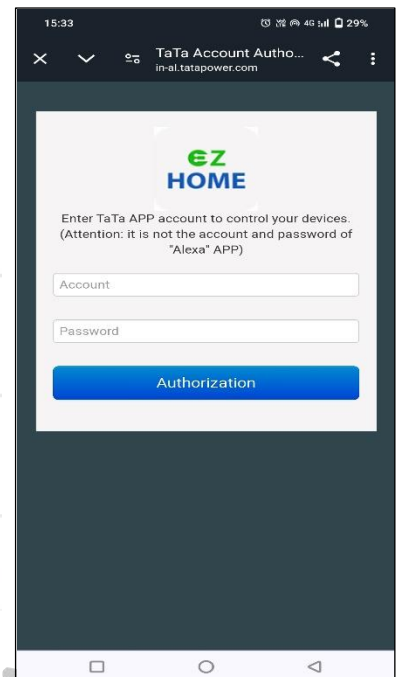 15:33
4G 29%
TaTa Account Autho...
in-al.tatapower.com
EZ
HOME
Enter TaTa APP account to control your devices.
(Attention: it is not the account and password of
"Alexa" APP)
Account
Password
Authorization